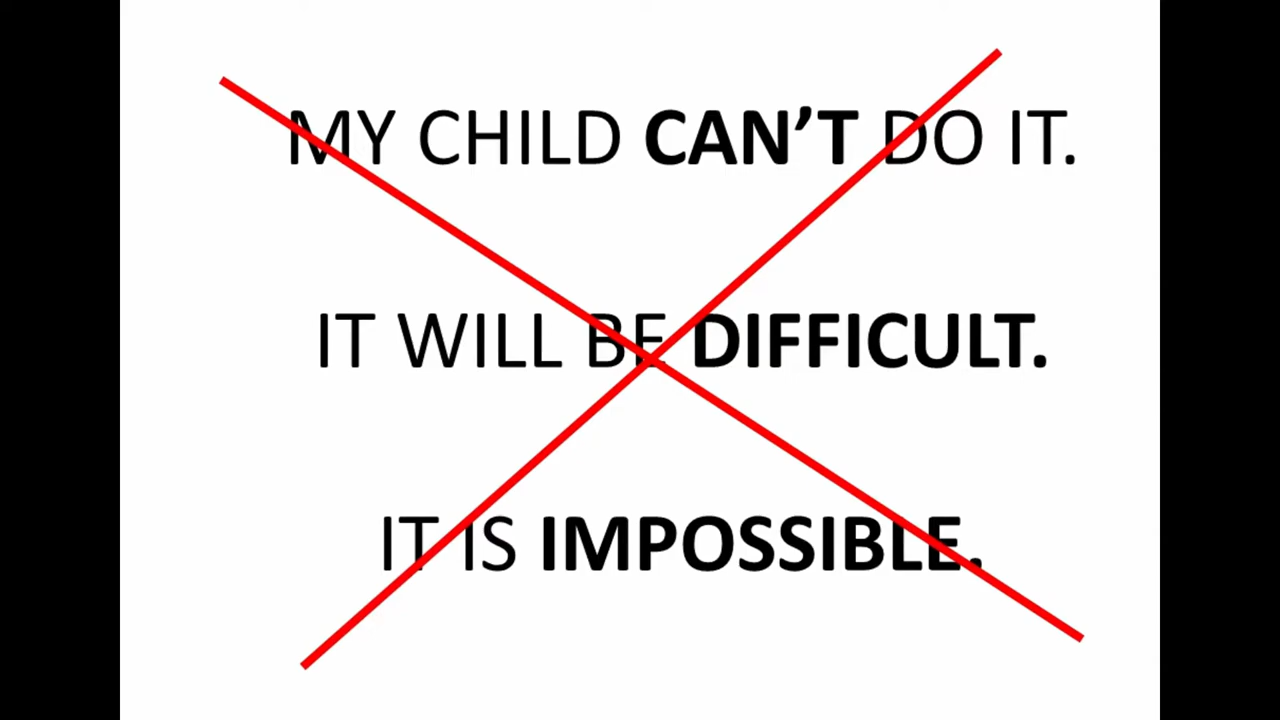 MY CHILD CAN’T DO IT.
IT WILL BE DIFFICULT.
IT IS IMPOSSIBLE.